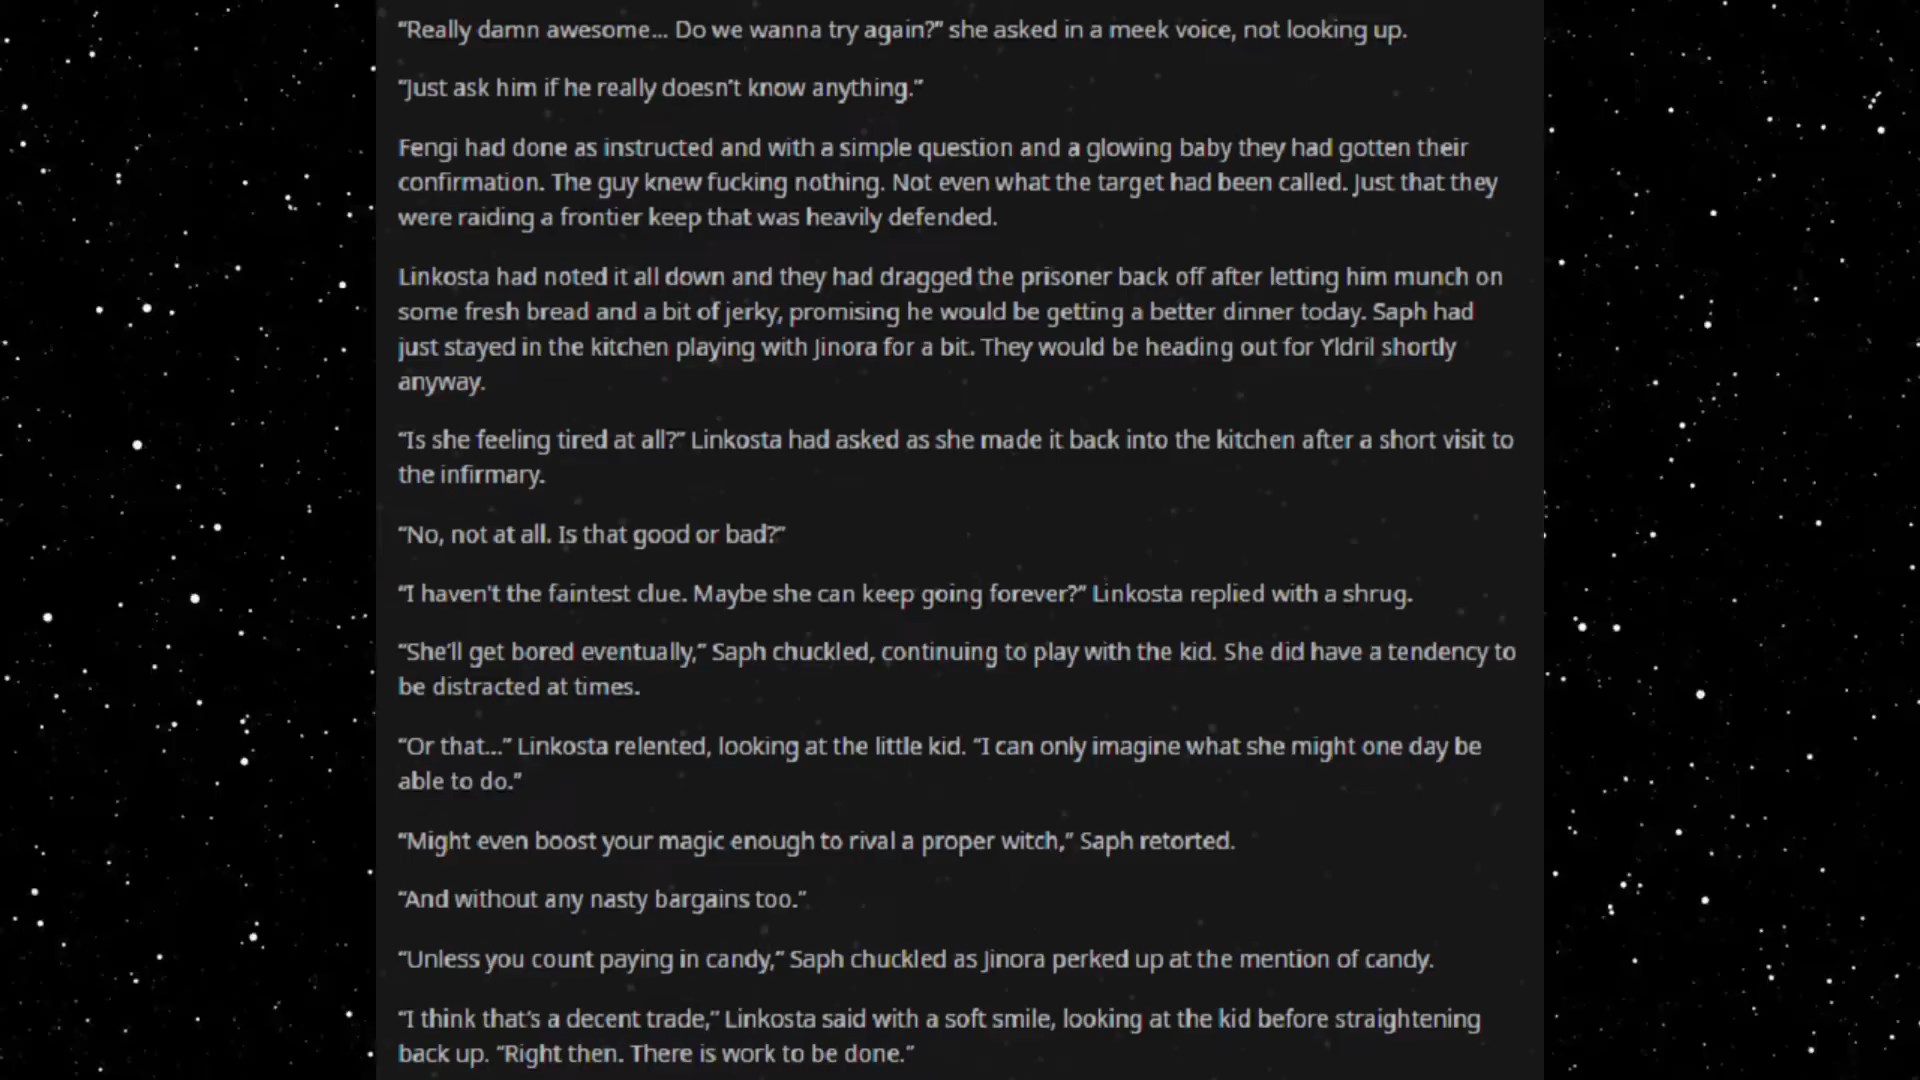 “Really damn awesome... Do we wanna try again?” she asked in a meek voice, not looking up.
“Just ask him if he really doesn’t know anything.”
Fengi had done as instructed and with a simple question and a glowing baby they had gotten their
confirmation. The guy knew fucking nothing. Not even what the target had been called. Just that they
were raiding a frontier keep that was heavily defended.
Linkosta had noted it all down and they had dragged the prisoner back off after letting him munch on
some fresh bread and a bit of jerky, promising he would be getting a better dinner today. Saph had
just stayed in the kitchen playing with Jinora for a bit. They would be heading out for Yldril shortly
anyway.
“Is she feeling tired at all?” Linkosta had asked as she made it back into the kitchen after a short visit to
the infirmary.
“No, not at all. Is that good or bad?”
“I haven't the faintest clue. Maybe she can keep going forever?” Linkosta replied with a shrug.
“She’ll get bored eventually,” Saph chuckled, continuing to play with the kid. She did have a tendency to
be distracted at times.
“Or that...” Linkosta relented, looking at the little kid. “I can only imagine what she might one day be
able to do.”
“Might even boost your magic enough to rival a proper witch,” Saph retorted.
“And without any nasty bargains too.”
“Unless you count paying in candy,” Saph chuckled as Jinora perked up at the mention of candy.
“I think that’s a decent trade,” Linkosta said with a soft smile, looking at the kid before straightening
back up. “Right then. There is work to be done.”